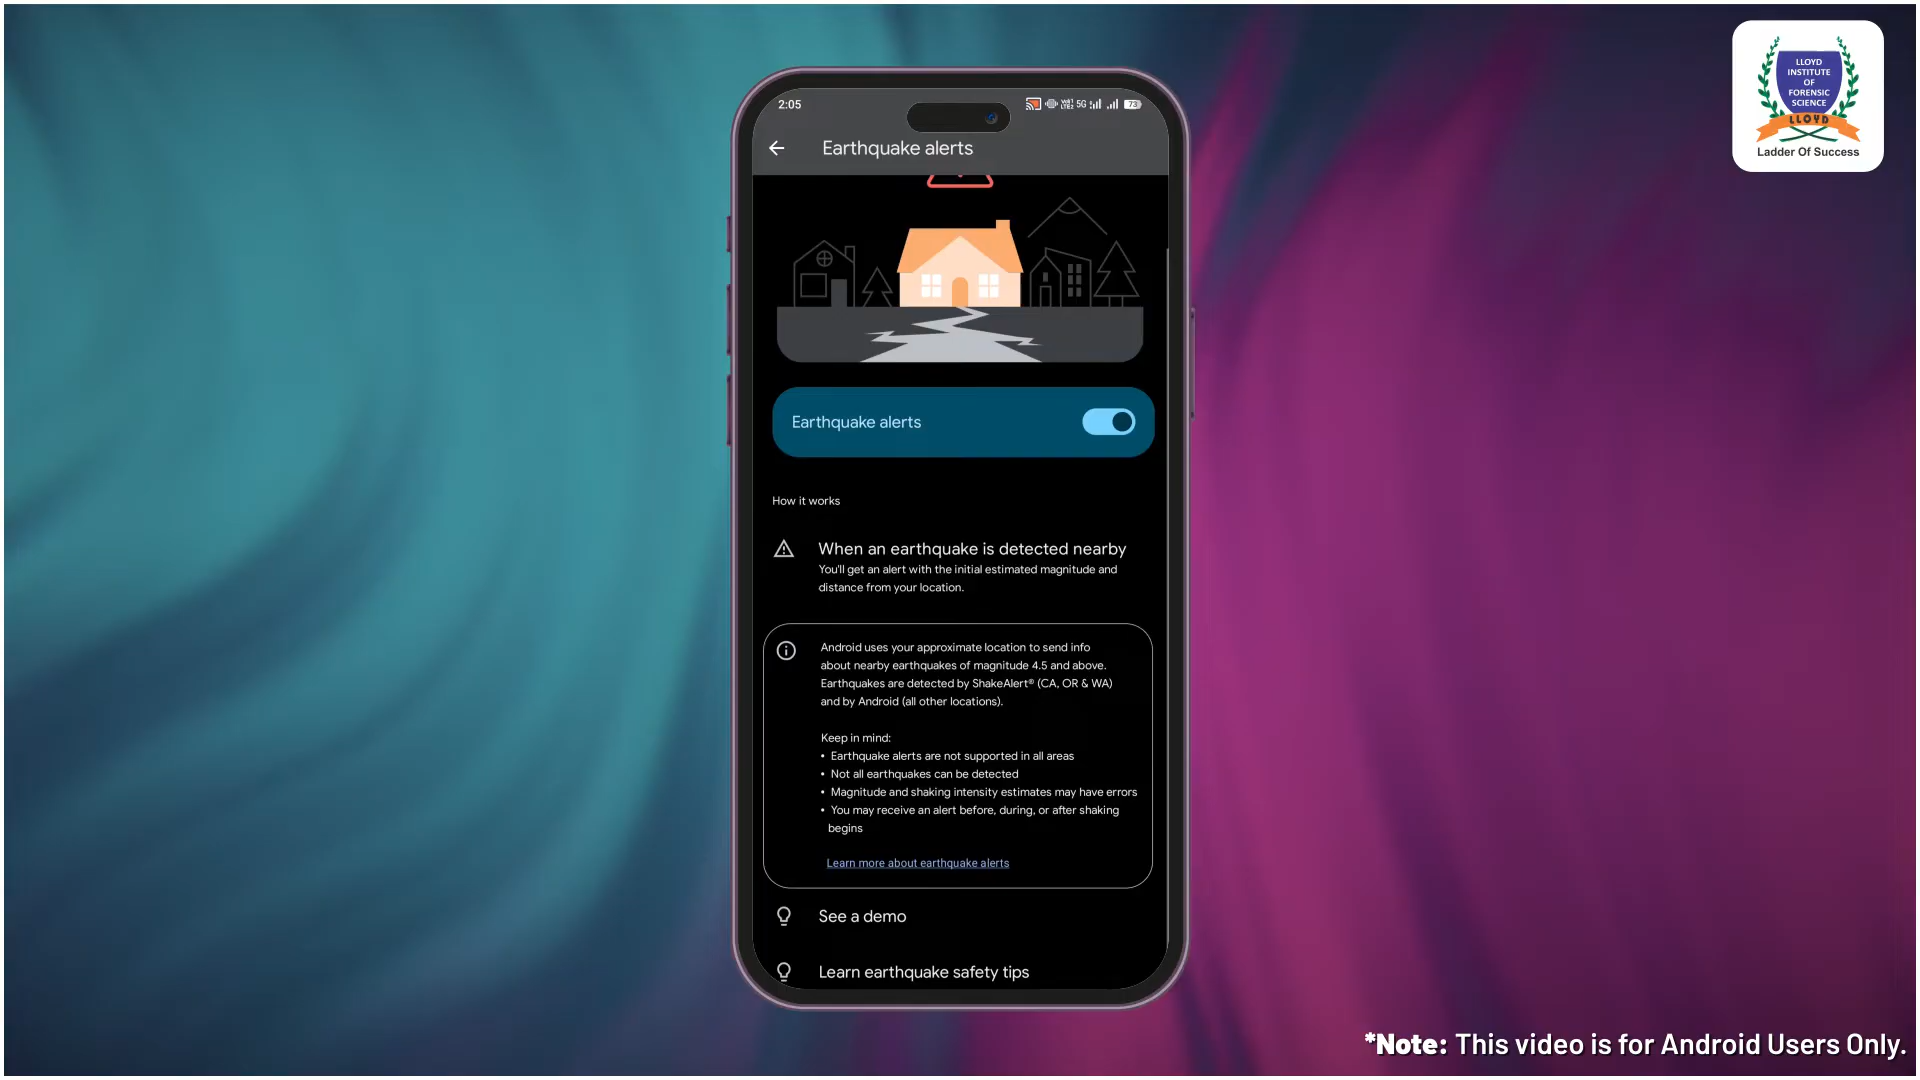 LLOYD
INSTITUTE
OF
FORENSIC
SCIENCE
LLOYD
Ladder Of Success
2:05
5G
73
Earthquake alerts
Earthquake alerts
How it works
When an earthquake is detected nearby
You'll get an alert with the initial estimated magnitude and
distance from your location.
Android uses your approximate location to send info
about nearby earthquakes of magnitude 4.5 and above.
Earthquakes are detected by ShakeAlert® (CA, OR & WA)
and by Android (all other locations).
Keep in mind:
• Earthquake alerts are not supported in all areas
• Not all earthquakes can be detected
• Magnitude and shaking intensity estimates may have errors
• You may receive an alert before, during, or after shaking
begins
Learn more about earthquake alerts
See a demo
Learn earthquake safety tips
*Note: This video is for Android Users Only.